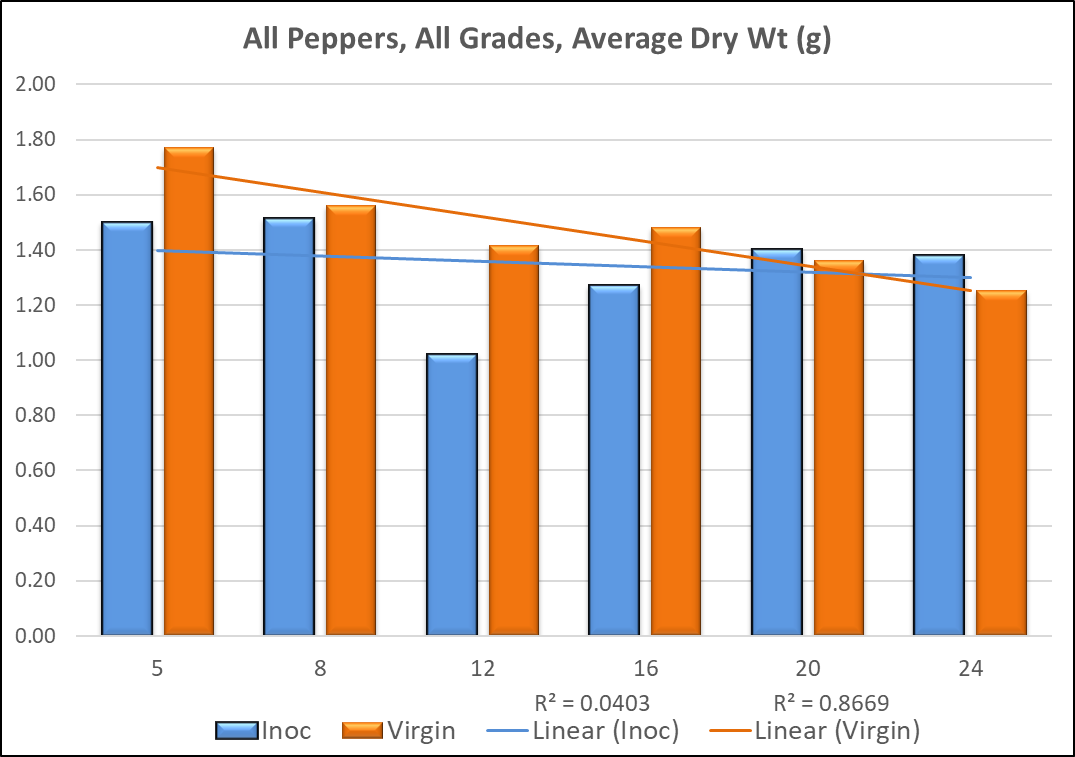 All Peppers, All Grades, Average Dry Wt (g)
2.00
1.80
1.60
1.40
1.20
1.00
0.80
0.60
0.40
0.20
0.00
5 8 12 16 20 24
R² = 0.0403 R² = 0.8669
Inoc Virgin Linear (Inoc) Linear (Virgin)